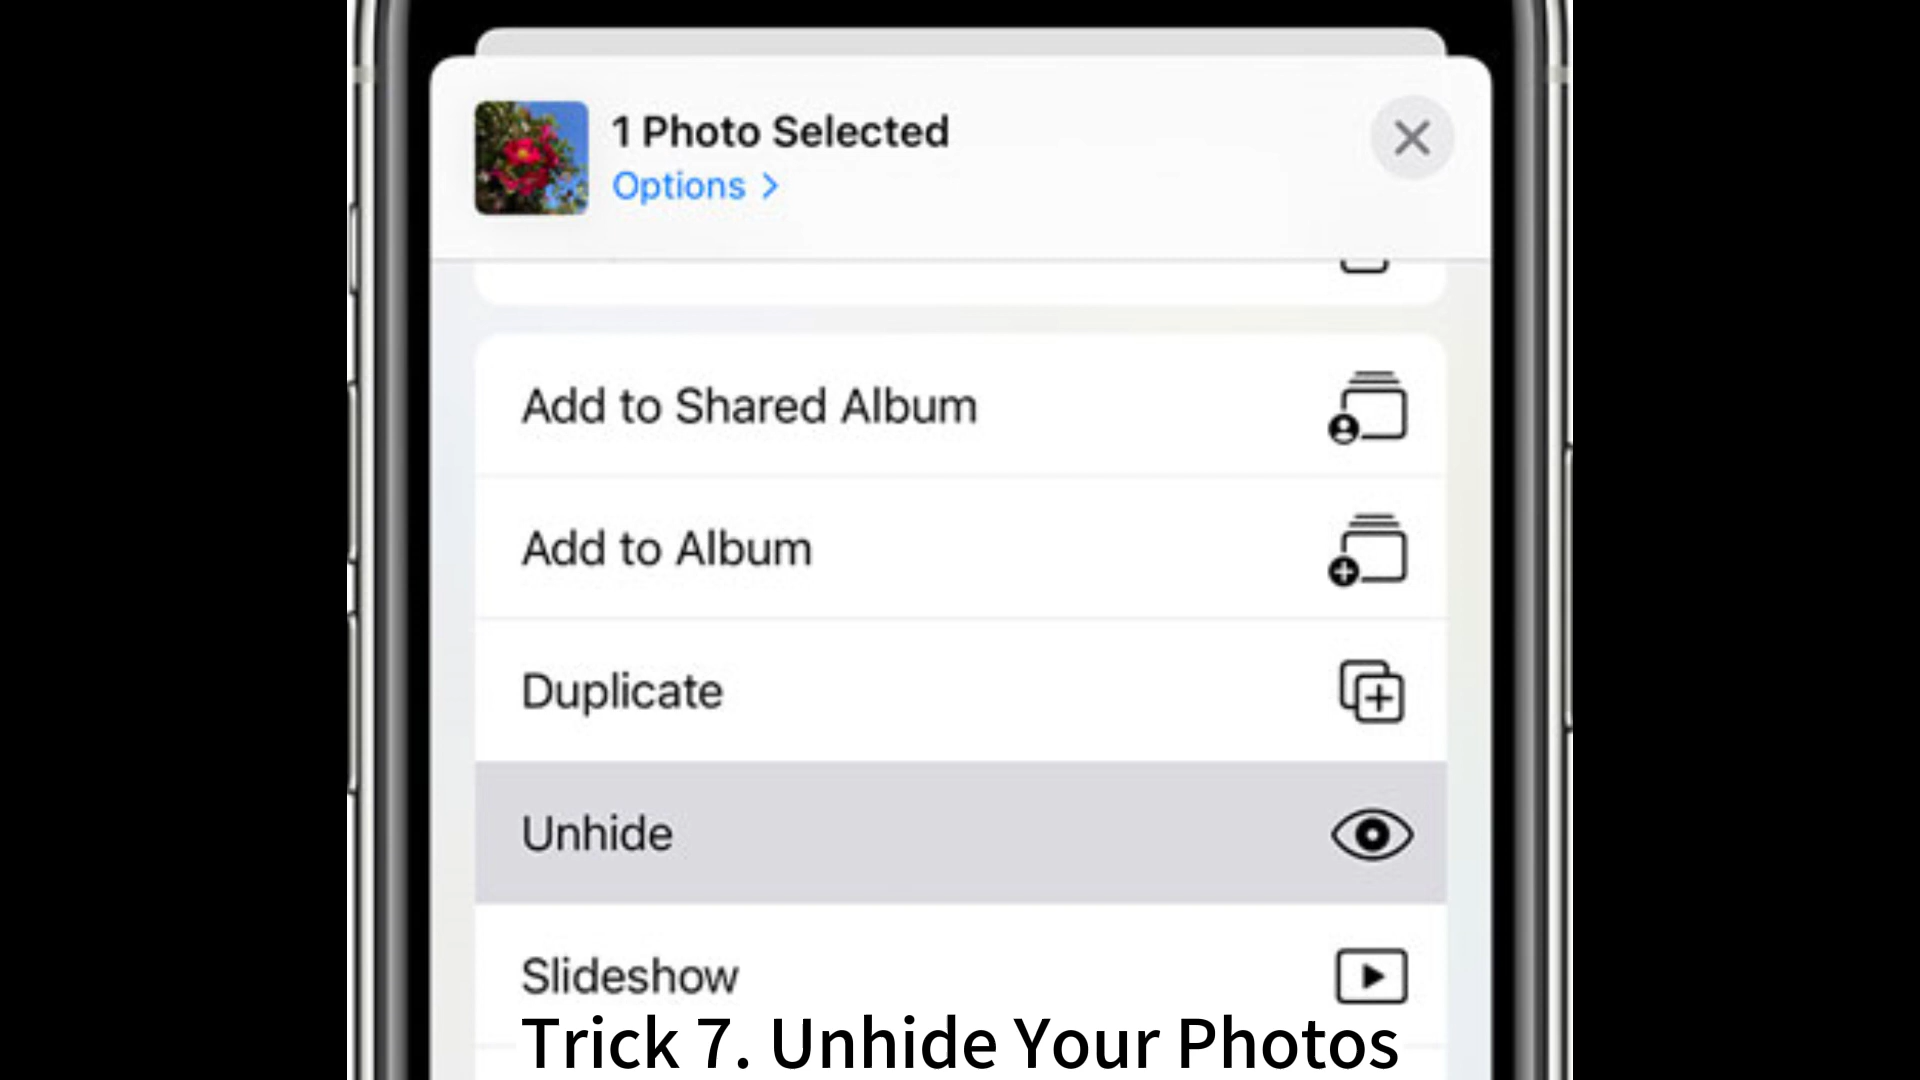 1 Photo Selected
Options >
Add to Shared Album
Add to Album
Duplicate
Unhide
Slideshow
Trick 7. Unhide Your Photos